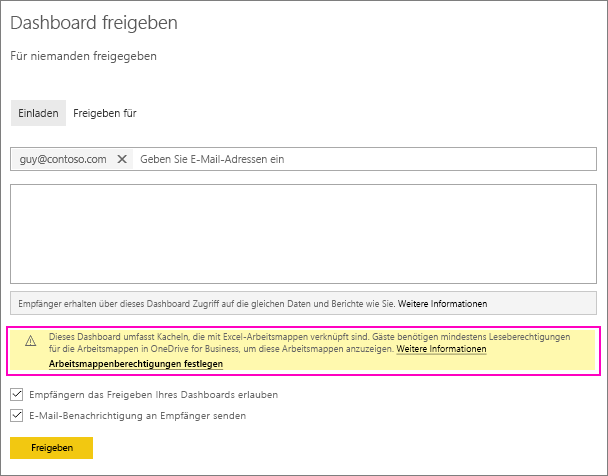 Dashboard freigeben
Für niemanden freigegeben
Einladen Freigeben für
guy@contoso.com Geben Sie E-Mail-Adressen ein
Empfänger erhalten über dieses Dashboard Zugriff auf die gleichen Daten und Berichte wie Sie. Weitere Informationen
Dieses Dashboard umfasst Kacheln, die mit Excel-Arbeitsmappen verknüpft sind. Gäste benötigen mindestens Leseberechtigungen
für die Arbeitsmappen in OneDrive for Business, um diese Arbeitsmappen anzuzeigen. Weitere Informationen
Arbeitsmappenberechtigungen festlegen
Empfängern das Freigeben Ihres Dashboards erlauben
E-Mail-Benachrichtigung an Empfänger senden
Freigeben